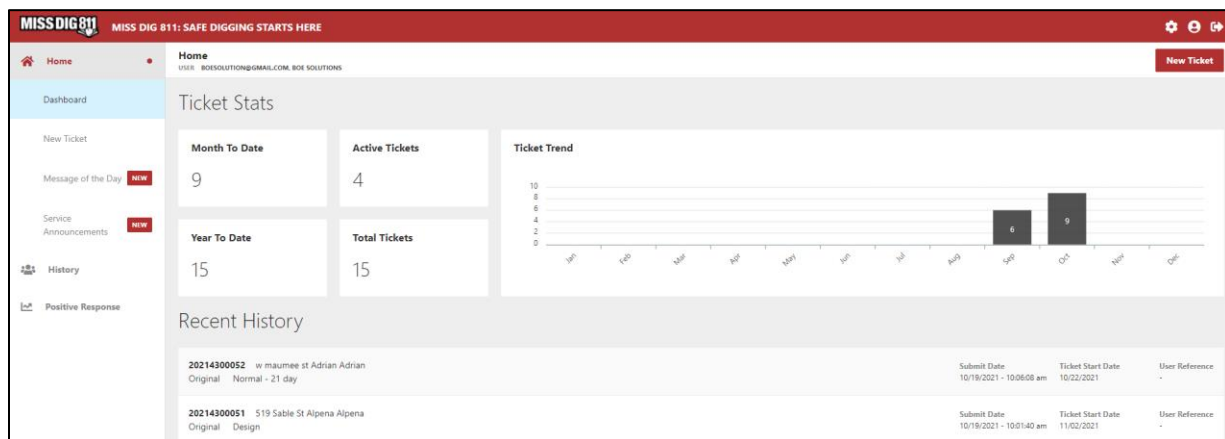 MISS DIG 811 MISS DIG 811: SAFE DIGGING STARTS HERE
Home
Dashboard
New Ticket
Message of the Day NEW
Service
Announcements NEW
History
Positive Response
Home
USER BOESOLUTION@GMAIL.COM, BOE SOLUTIONS
New Ticket
Ticket Stats
Month To Date
9
Active Tickets
4
Year To Date
15
Total Tickets
15
Ticket Trend
10
8
6
4
2
0
6
9
Jan Feb Mar Apr May Jun Jul Aug Sep Oct Nov Dec
Recent History
20214300052 w maumee st Adrian Adrian
Original Normal - 21 day
Submit Date Ticket Start Date User Reference
10/19/2021 - 10:06:08 am 10/22/2021 -
20214300051 519 Sable St Alpena Alpena
Original Design
Submit Date Ticket Start Date User Reference
10/19/2021 - 10:01:40 am 11/02/2021 -